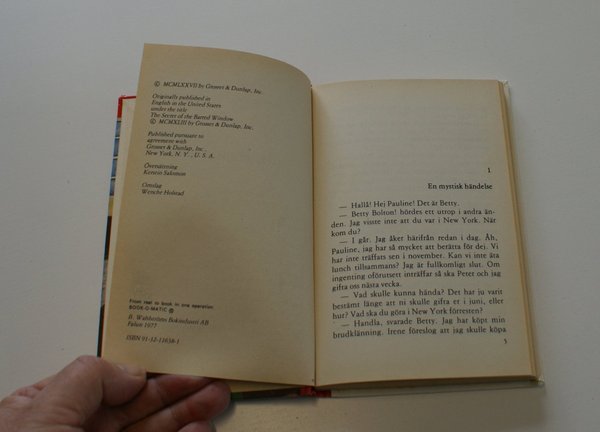 © MCMLXXVII by Grosset & Dunlap, Inc.
Originally published in
English in the United States
under the title
The Secret of the Barred Window
© MCMXLIII by Grosset & Dunlap, Inc.
Published pursuant to
agreement with
Grosset & Dunlap, Inc.,
New York, N. Y., U. S. A.
Översättning
Kerstin Salomon
Omslag
Wenche Holstad
From reel to book in one operation:
BOOK-O-MATIC
B. Wahlströms Bokindustri AB
Falun 1977
ISBN 91-32-12038-1
1
En mystisk händelse
— Hallå! Hej Pauline! Det är Betty.
— Betty Bolton! hördes ett utrop i andra än-
den. Jag visste inte att du var i New York. När
kom du?
— I går. Jag åker härifrån redan i dag. Åh,
Pauline, jag har så mycket att berätta för dej. Vi
har inte träffats sen i november. Kan vi inte äta
lunch tillsammans? Jag är fullkomligt slut. Om
ingenting oförutsett inträffar så ska Peter och jag
gifta oss nästa vecka.
— Vad skulle kunna hända? Det har ju varit
bestämt länge att ni skulle gifta er i juni, eller
hur? Vad ska du göra i New York förresten?
— Handla, svarade Betty. Jag har köpt min
brudklänning. Irene föreslog att jag skulle köpa
5